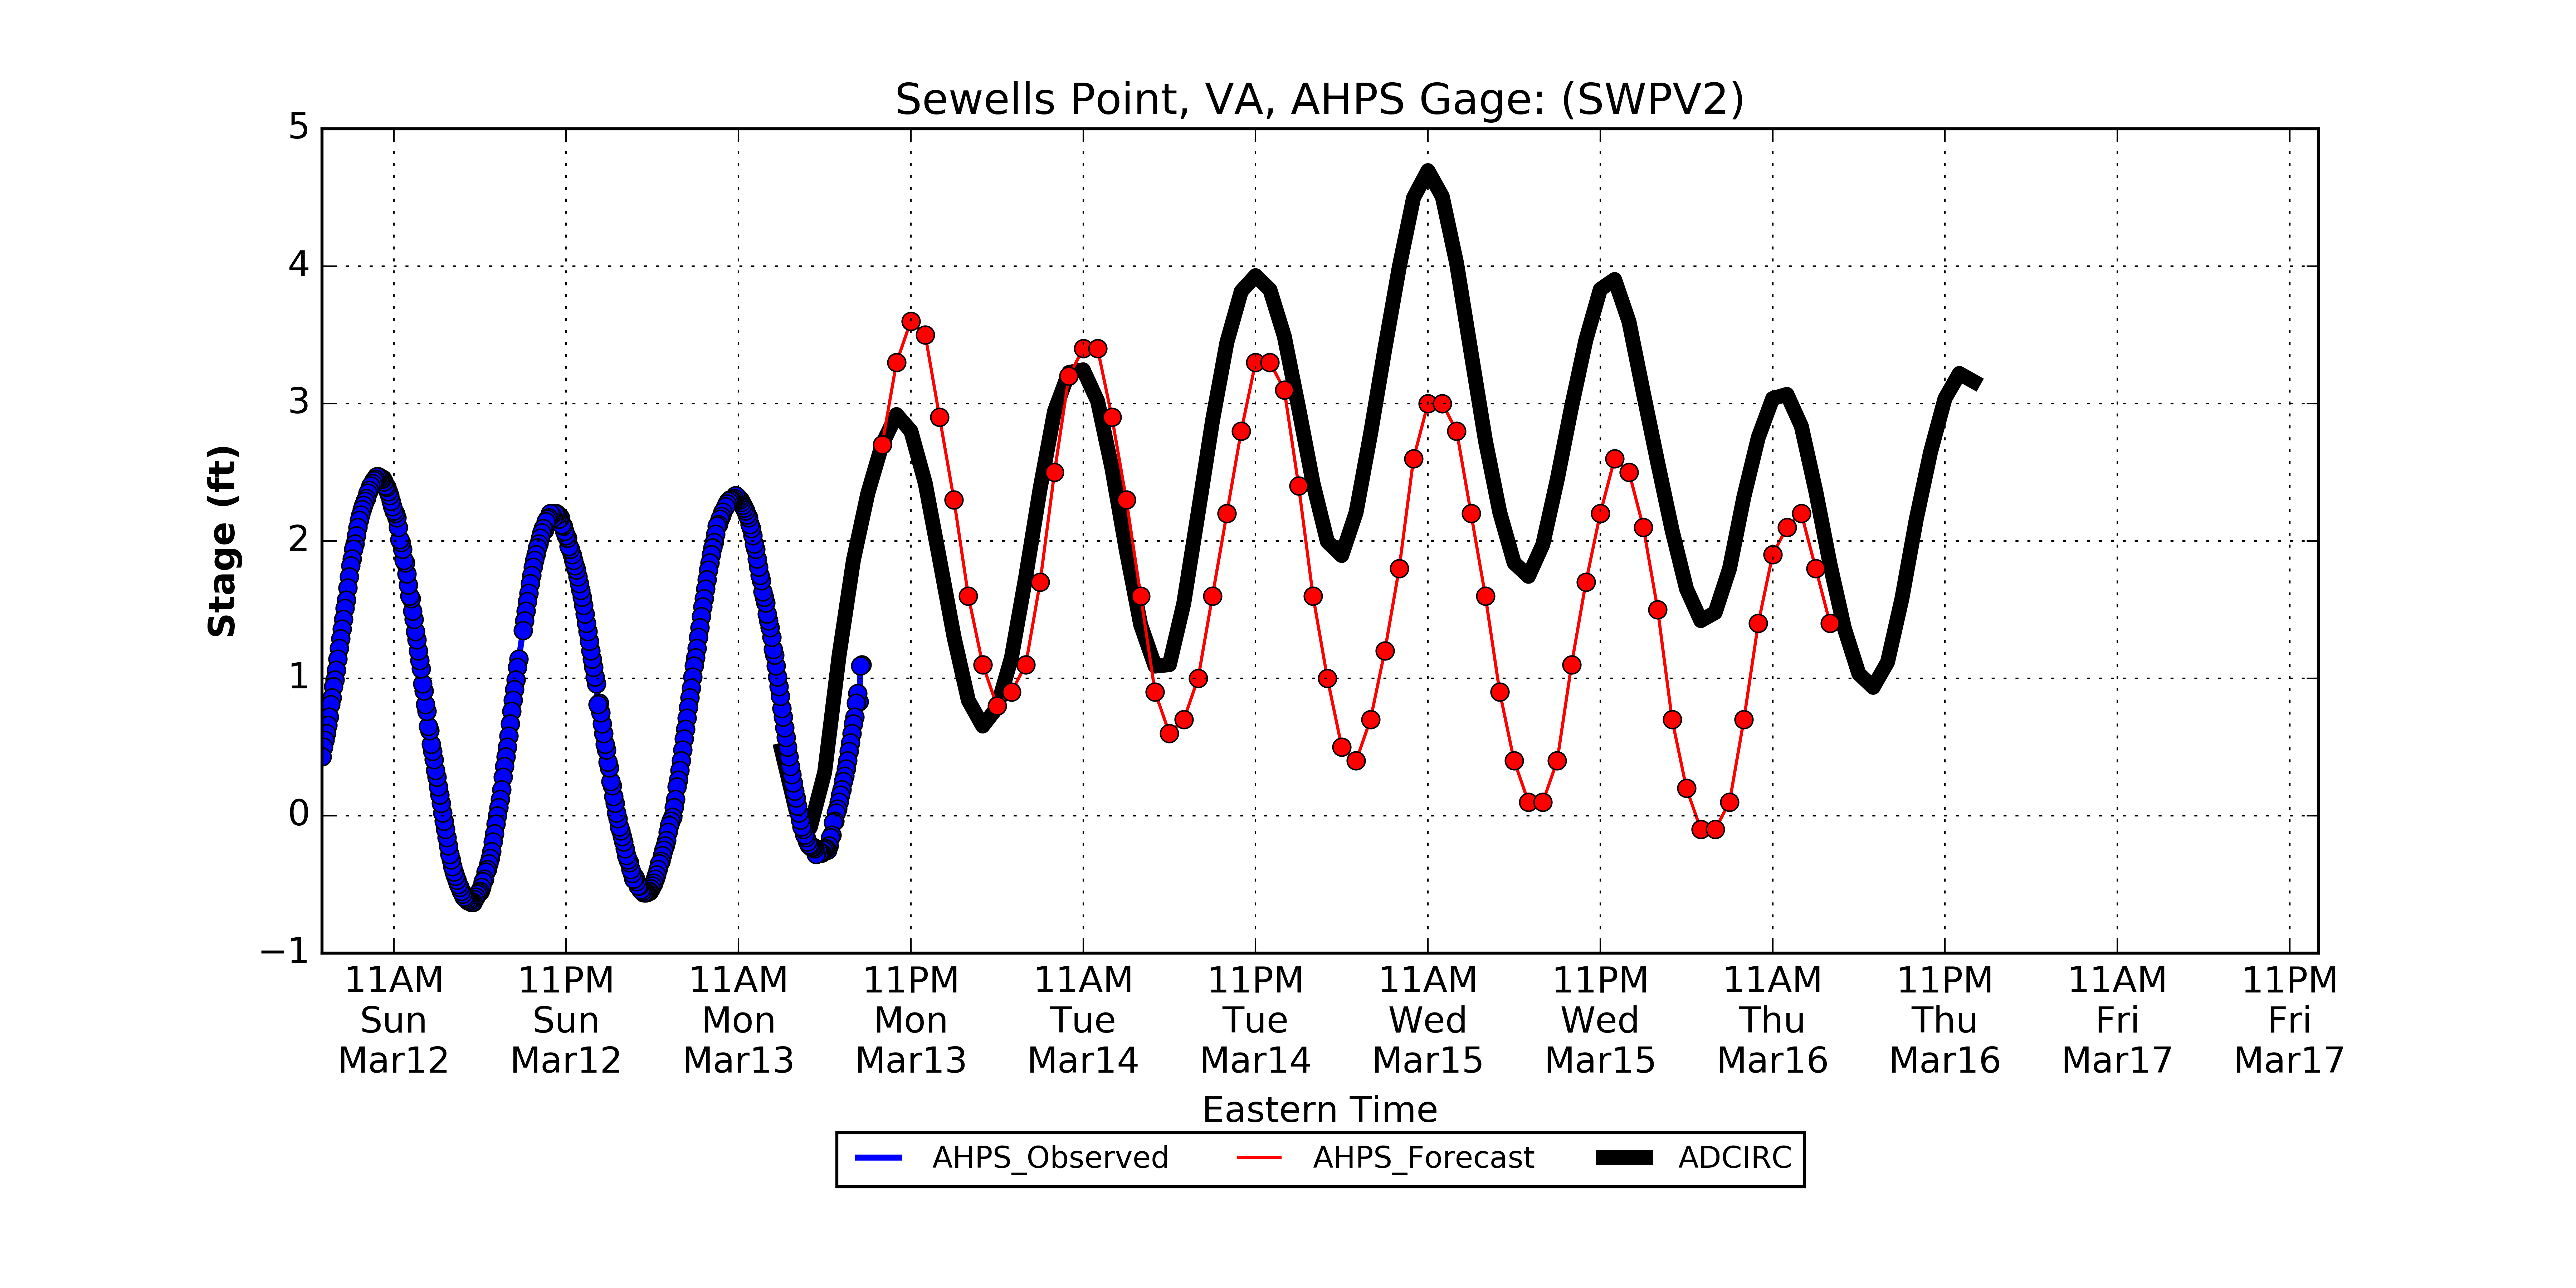 Sewells Point, VA, AHPS Gage: (SWPV2)
Stage (ft)
5
4
3
2
1
0
−1
11AM 11PM 11AM 11PM 11AM 11PM 11AM 11PM 11AM 11PM 11AM 11PM
Sun Sun Mon Mon Tue Tue Wed Wed Thu Thu Fri Fri
Mar12 Mar12 Mar13 Mar13 Mar14 Mar14 Mar15 Mar15 Mar16 Mar16 Mar17 Mar17
Eastern Time
AHPS_Observed AHPS_Forecast ADCIRC